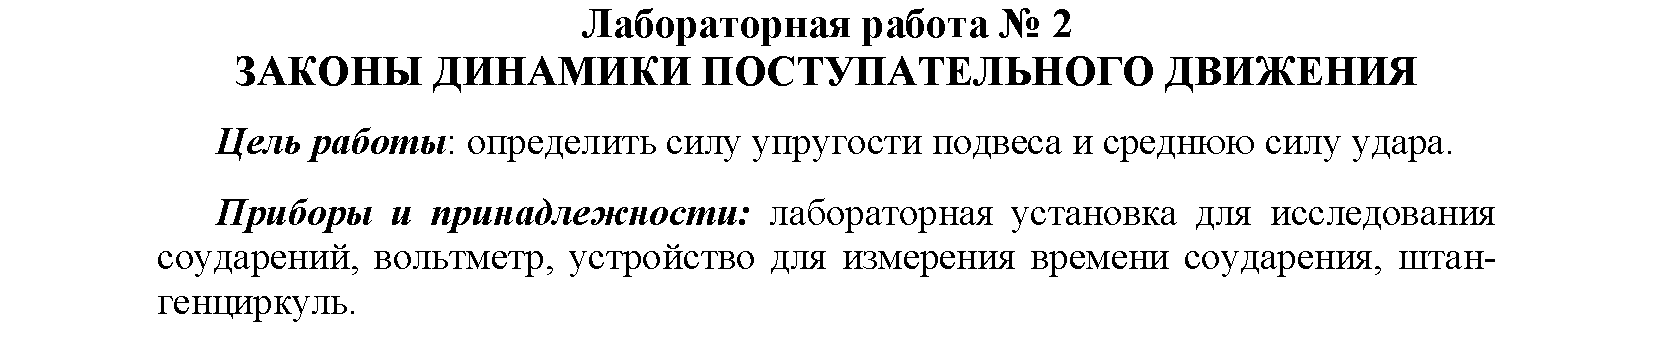 Лабораторная работа № 2
ЗАКОНЫ ДИНАМИКИ ПОСТУПАТЕЛЬНОГО ДВИЖЕНИЯ
Цель работы: определить силу упругости подвеса и среднюю силу удара.
Приборы и принадлежности: лабораторная установка для исследования
соударений, вольтметр, устройство для измерения времени соударения, штан-
генциркуль.